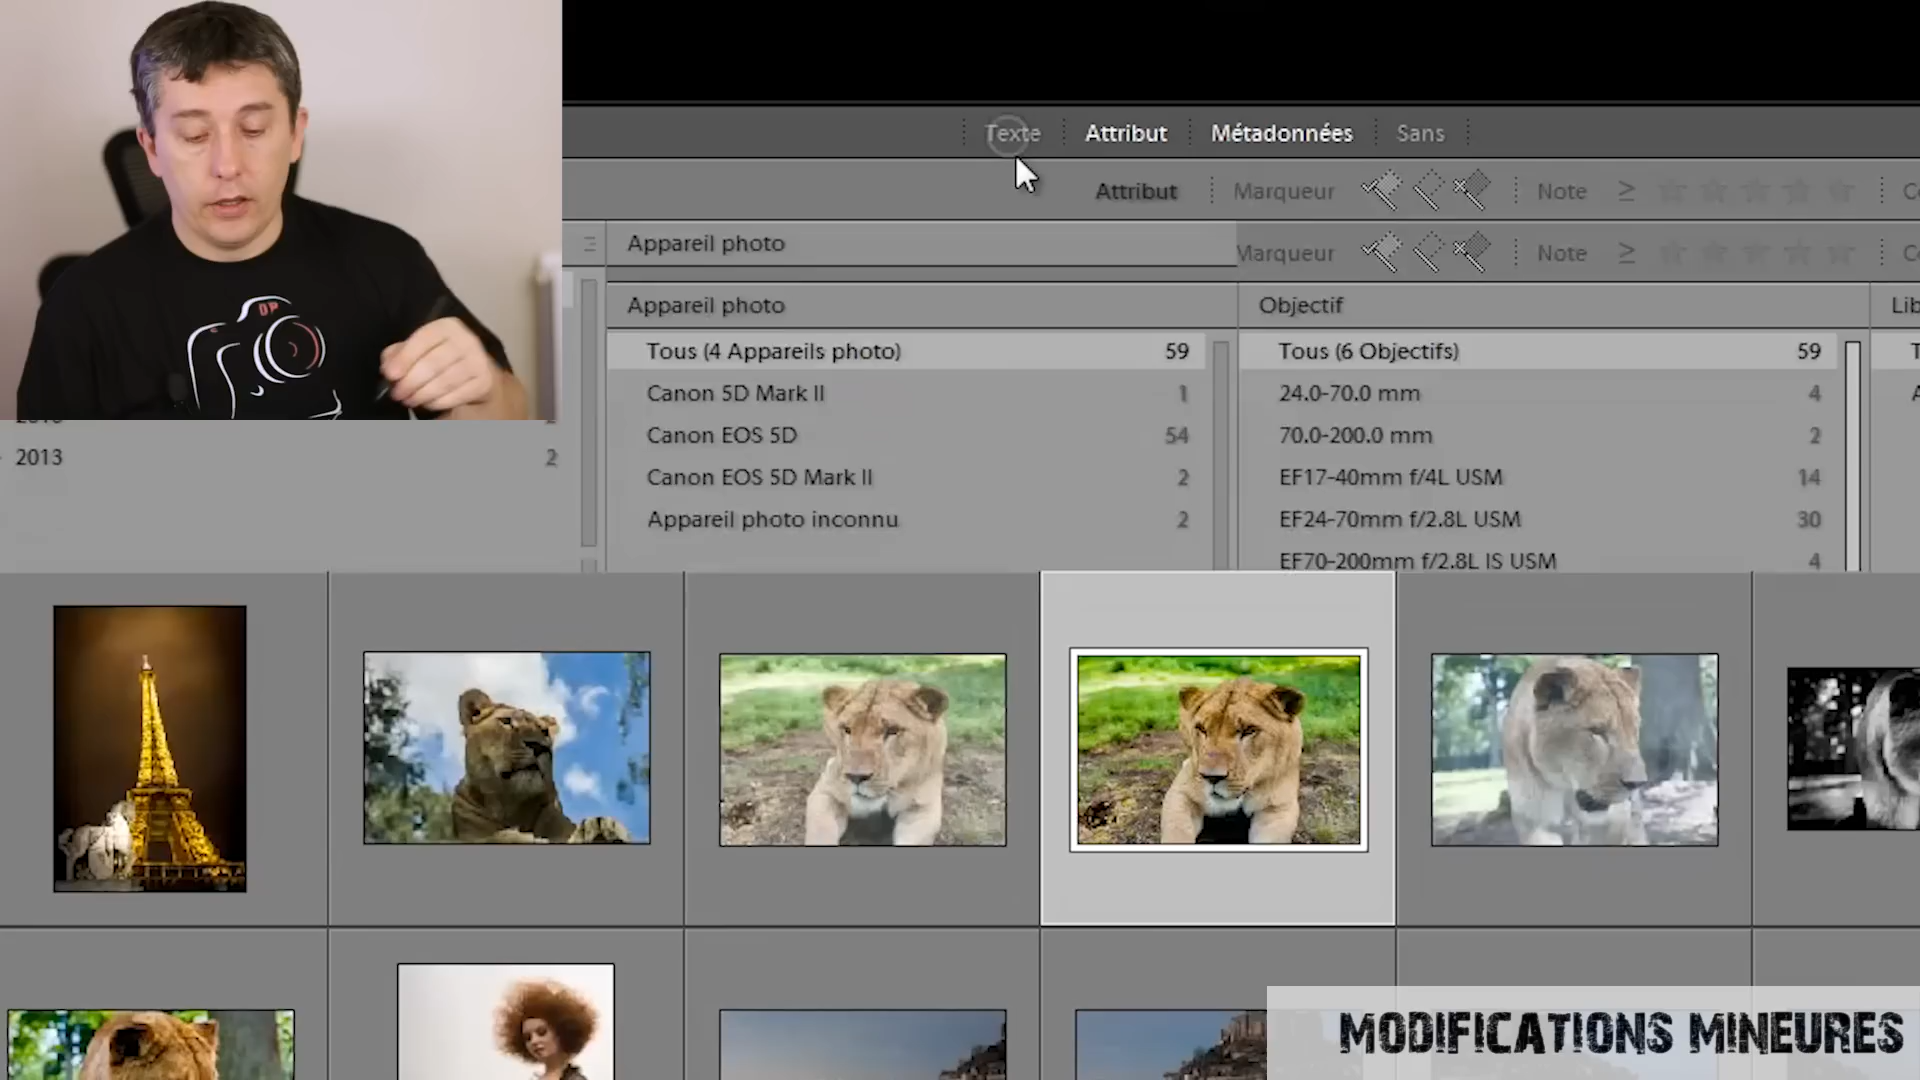 Texte Attribut Métadonnées Sans
Attribut Marqueur Note ≥
Appareil photo Marqueur Note ≥
Appareil photo Objectif
Tous (4 Appareils photo) 59 Tous (6 Objectifs) 59
Canon 5D Mark II 1 24.0-70.0 mm 4
Canon EOS 5D 54 70.0-200.0 mm 2
2013 2
Canon EOS 5D Mark II 2 EF17-40mm f/4L USM 14
Appareil photo inconnu 2 EF24-70mm f/2.8L USM 30
EF70-200mm f/2.8L IS USM 4
DP
MODIFICATIONS MINEURES